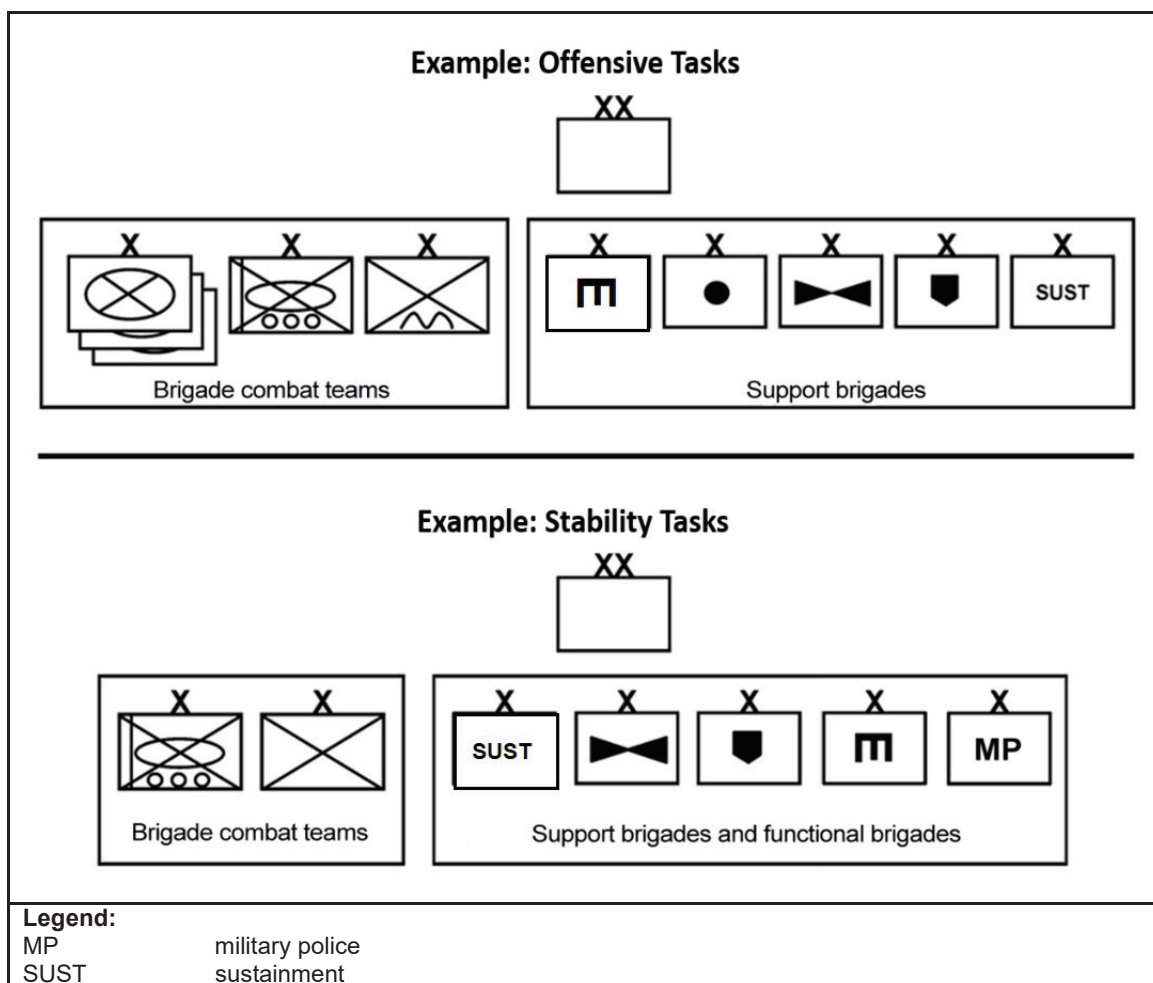 Example: Offensive Tasks
XX
X X X X X X X X
SUST
Brigade combat teams Support brigades
Example: Stability Tasks
XX
X X X X X X X
SUST MP
Brigade combat teams Support brigades and functional brigades
Legend:
MP military police
SUST sustainment